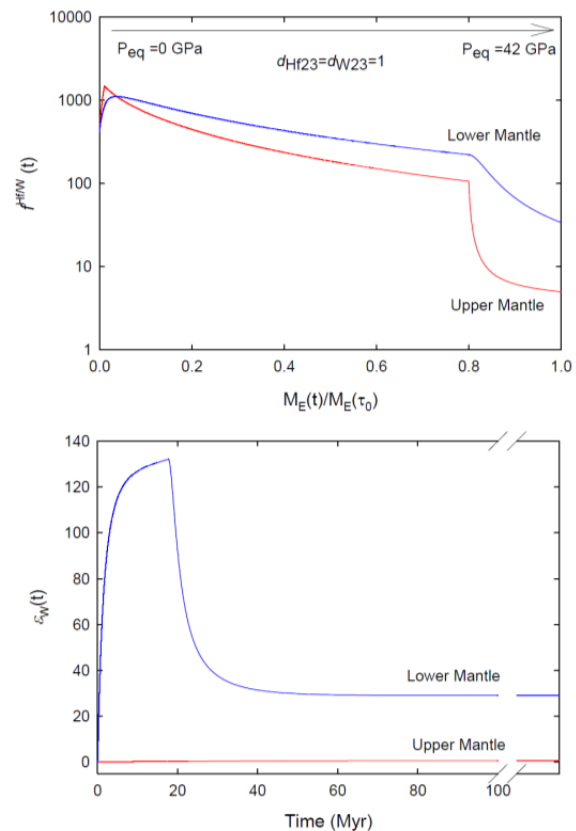 10000
P_eq =0 GPa
P_eq =42 GPa
d_Hf23=d_W23=1
1000
Lower Mantle
f^Hf/W (t)
100
10
Upper Mantle
1
0.0 0.2 0.4 0.6 0.8 1.0
M_E(t)/M_E(τ_0)
140
120
100
80
ε_W(t)
60
40
Lower Mantle
20
Upper Mantle
0
0 20 40 60 80 100
Time (Myr)